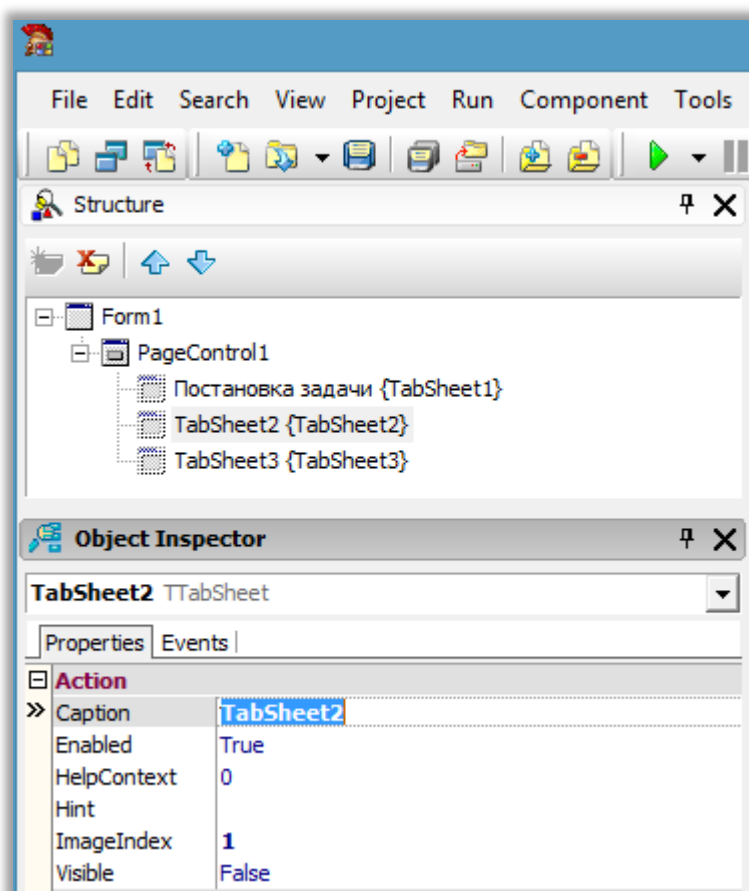 File Edit Search View Project Run Component Tools
Structure
Form1
PageControl1
Постановка задачи {TabSheet1}
TabSheet2 {TabSheet2}
TabSheet3 {TabSheet3}
Object Inspector
TabSheet2 TTabSheet
Properties Events
Action
Caption TabSheet2
Enabled True
HelpContext 0
Hint
ImageIndex 1
Visible False